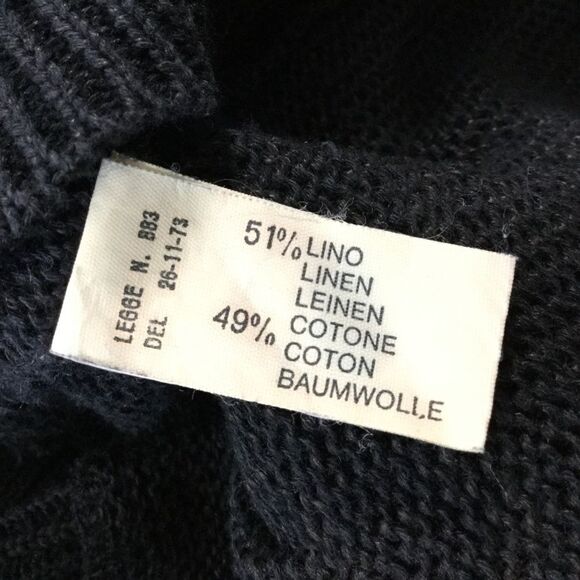 LEGGE N. 883
DEL 26-11-73
51% LINO
LINEN
LEINEN
49% COTONE
COTON
BAUMWOLLE